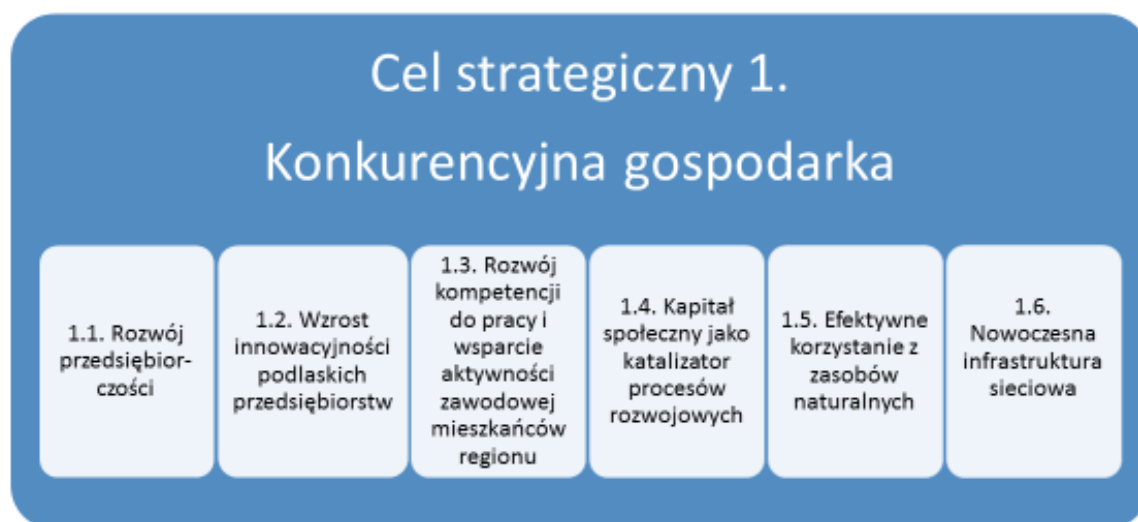 Cel strategiczny 1.
Konkurencyjna gospodarka
1.1. Rozwój
przedsiębior-
czości
1.2. Wzrost
innowacyjności
podlaskich
przedsiębiorstw
1.3. Rozwój
kompetencji
do pracy i
wsparcie
aktywności
zawodowej
mieszkańców
regionu
1.4. Kapitał
społeczny jako
katalizator
procesów
rozwojowych
1.5. Efektywne
korzystanie z
zasobów
naturalnych
1.6.
Nowoczesna
infrastruktura
sieciowa